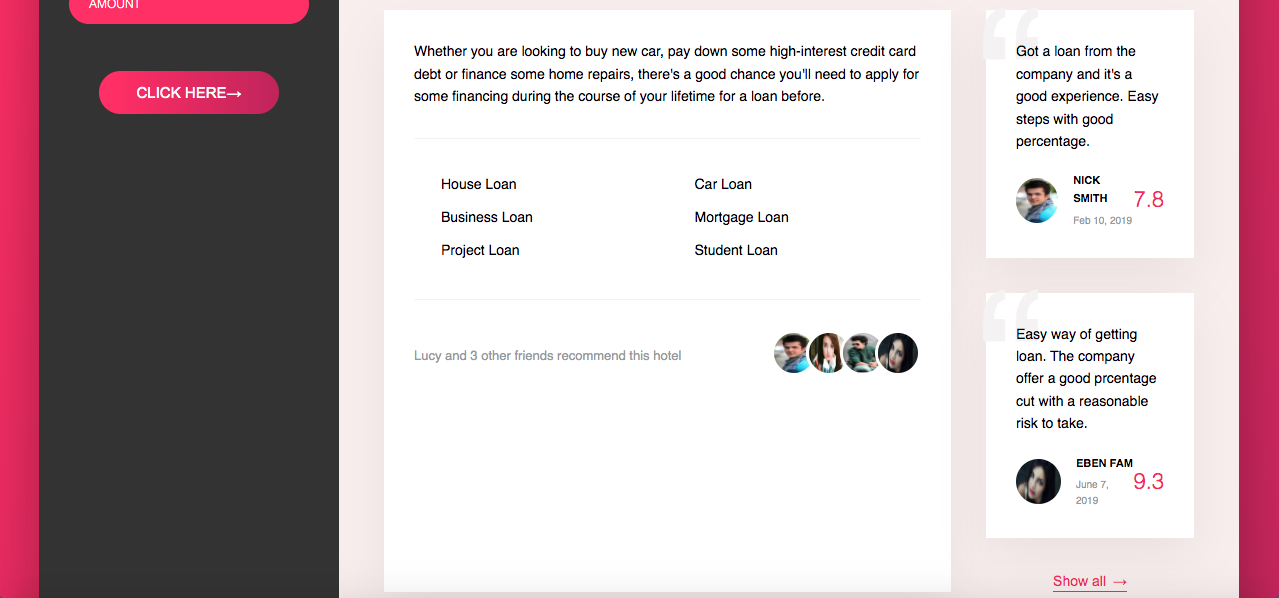 AMOUNT
CLICK HERE→
Whether you are looking to buy new car, pay down some high-interest credit card
debt or finance some home repairs, there's a good chance you'll need to apply for
some financing during the course of your lifetime for a loan before.
House Loan
Car Loan
Business Loan
Mortgage Loan
Project Loan
Student Loan
Lucy and 3 other friends recommend this hotel
“
Got a loan from the
company and it's a
good experience. Easy
steps with good
percentage.
NICK
SMITH
7.8
Feb 10, 2019
“
Easy way of getting
loan. The company
offer a good prcentage
cut with a reasonable
risk to take.
EBEN FAM
9.3
June 7,
2019
Show all →